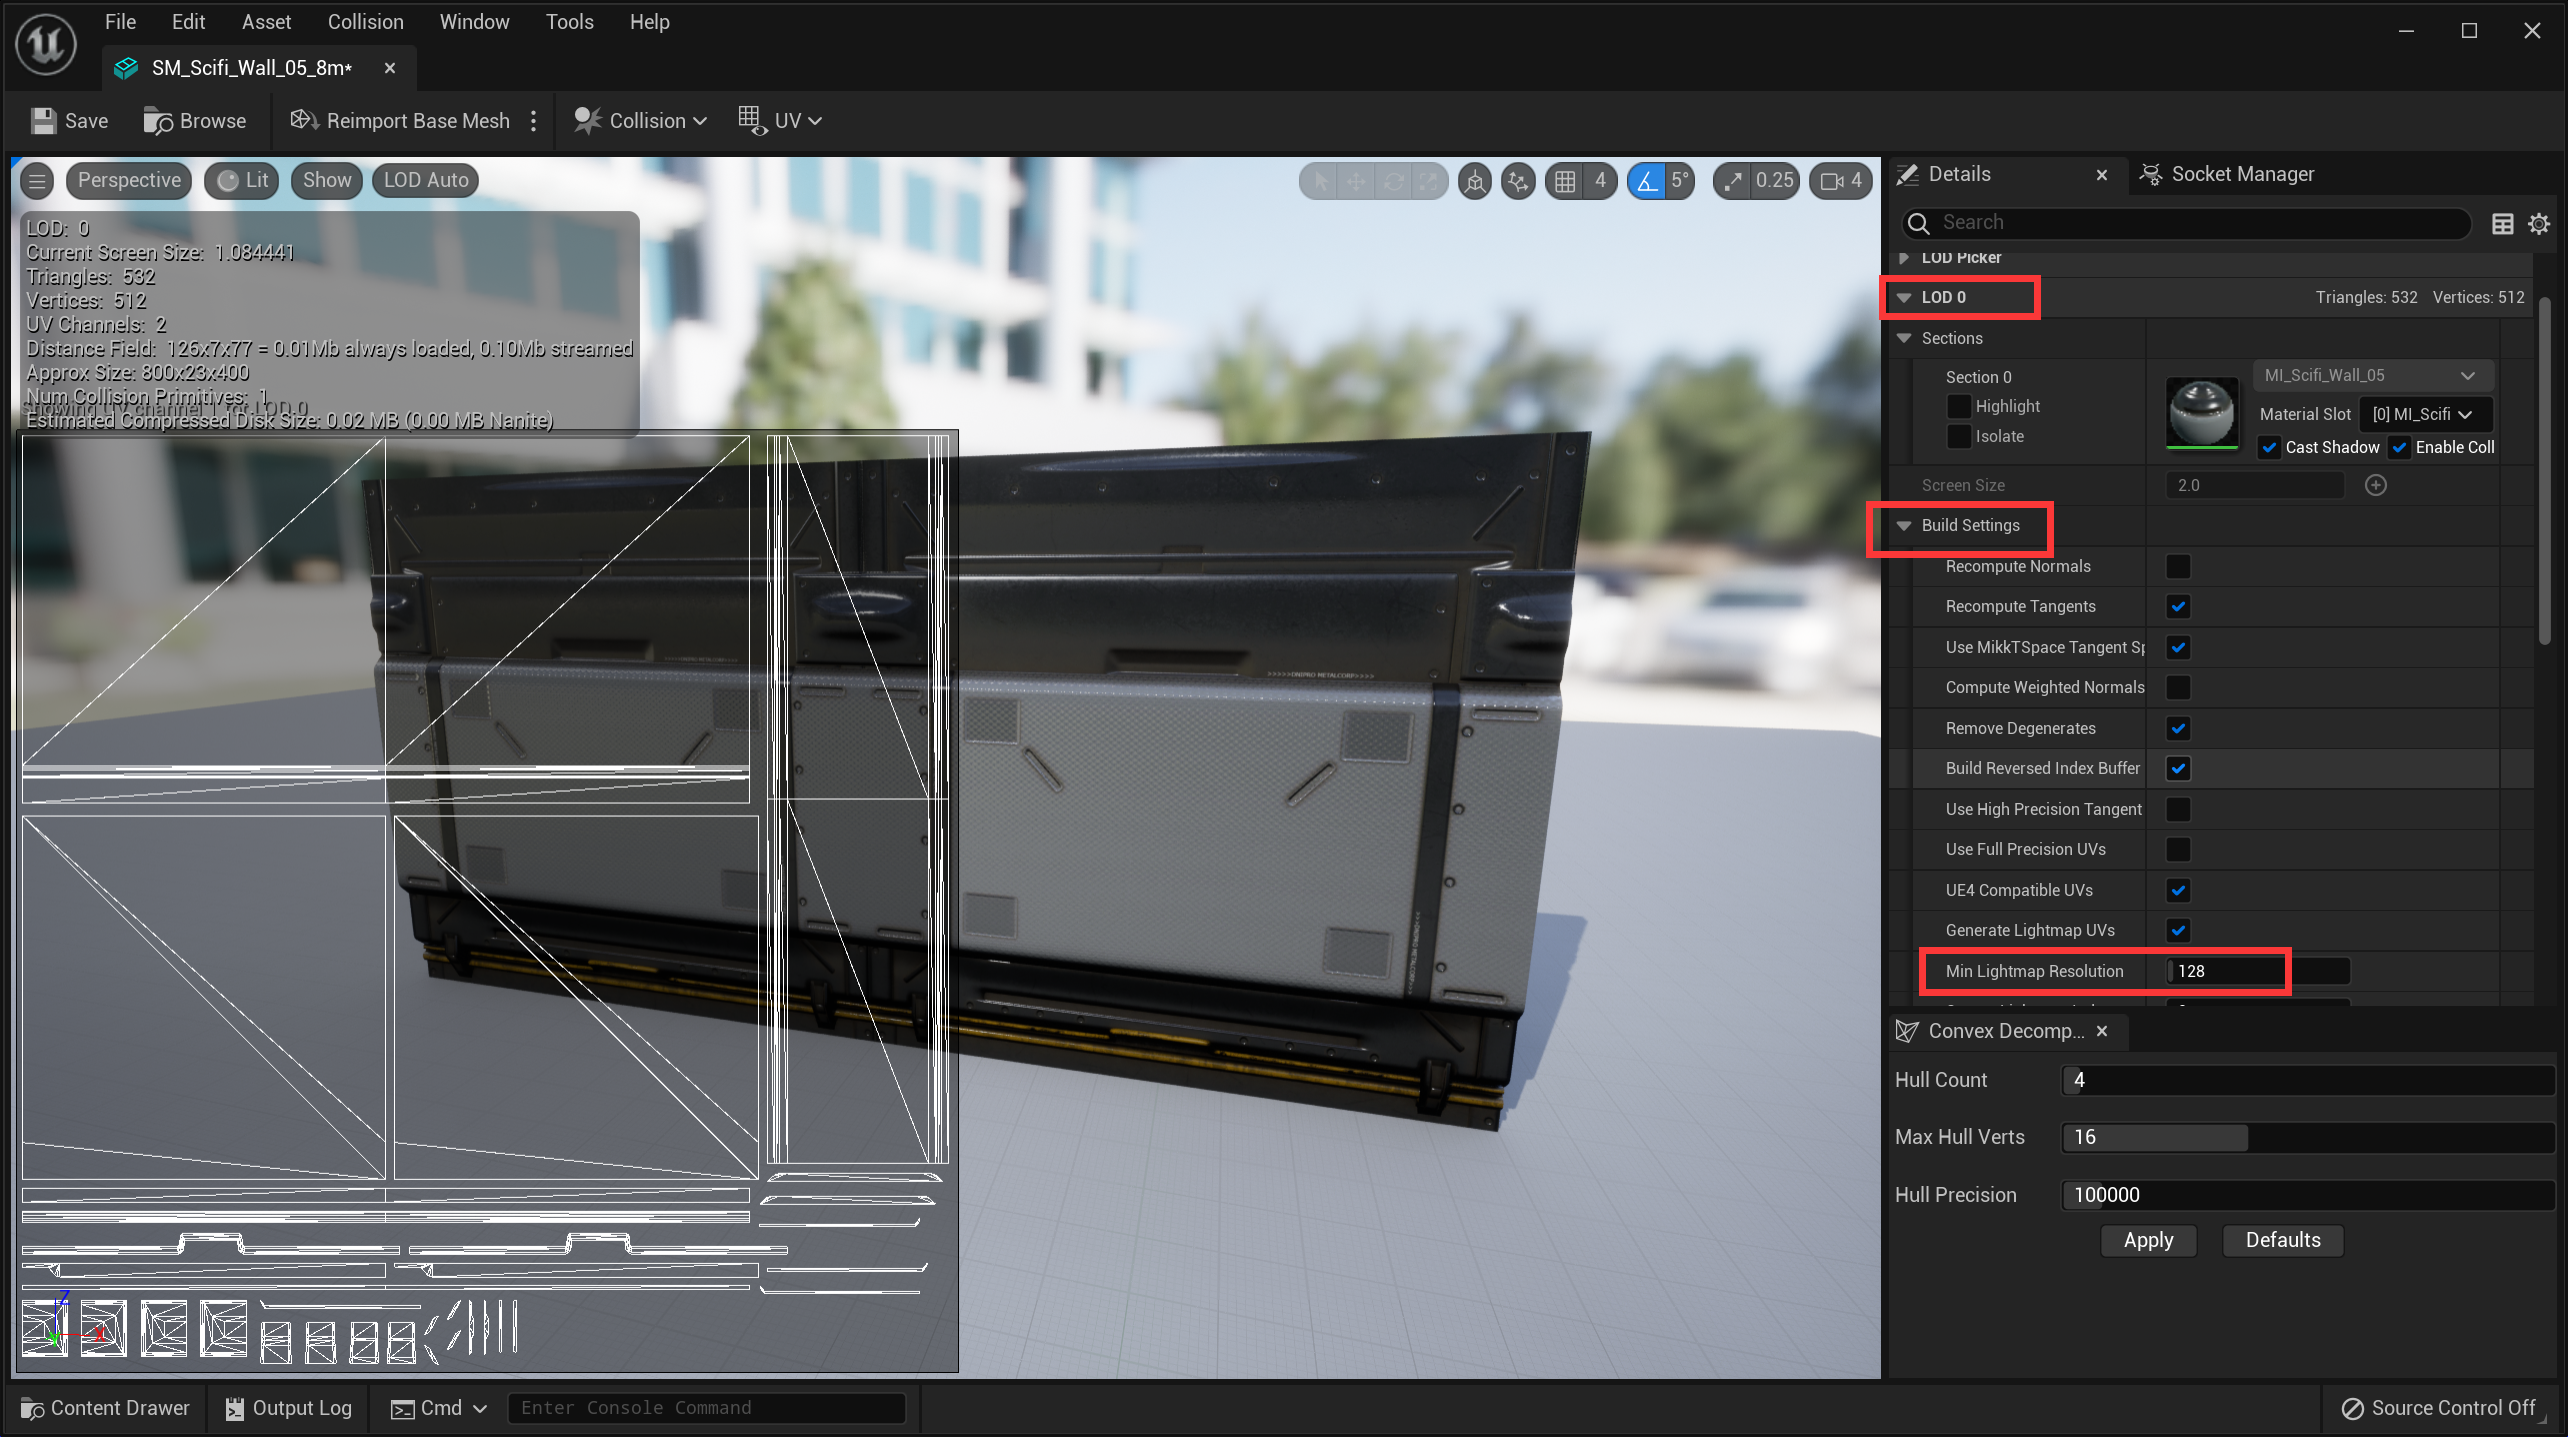 File Edit Asset Collision Window Tools Help
SM_Scifi_Wall_05_8m*
Save Browse Reimport Base Mesh Collision UV
Perspective Lit Show LOD Auto 4 5° 0.25 4
LOD: 0
Current Screen Size: 1.084441
Triangles: 532
Vertices: 512
UV Channels: 2
Distance Field: 126x7x77 = 0.01Mb always loaded, 0.10Mb streamed
Approx Size: 800x23x400
Num Collision Primitives: 1
Showing UV channel 1 for LOD 0
Estimated Compressed Disk Size: 0.02 MB (0.00 MB Nanite)
>>>>>DNIPRO METALCORP>>>>
Z
Y X
Details Socket Manager
Search
LOD Picker
LOD 0 Triangles: 532 Vertices: 512
Sections
Section 0
Highlight
Isolate
MI_Scifi_Wall_05
Material Slot [0] MI_Scifi
Cast Shadow Enable Coll
Screen Size 2.0
Build Settings
Recompute Normals
Recompute Tangents
Use MikkTSpace Tangent Sp
Compute Weighted Normals
Remove Degenerates
Build Reversed Index Buffer
Use High Precision Tangent
Use Full Precision UVs
UE4 Compatible UVs
Generate Lightmap UVs
Min Lightmap Resolution 128
Convex Decomp...
Hull Count 4
Max Hull Verts 16
Hull Precision 100000
Apply Defaults
Content Drawer Output Log Cmd Enter Console Command Source Control Off